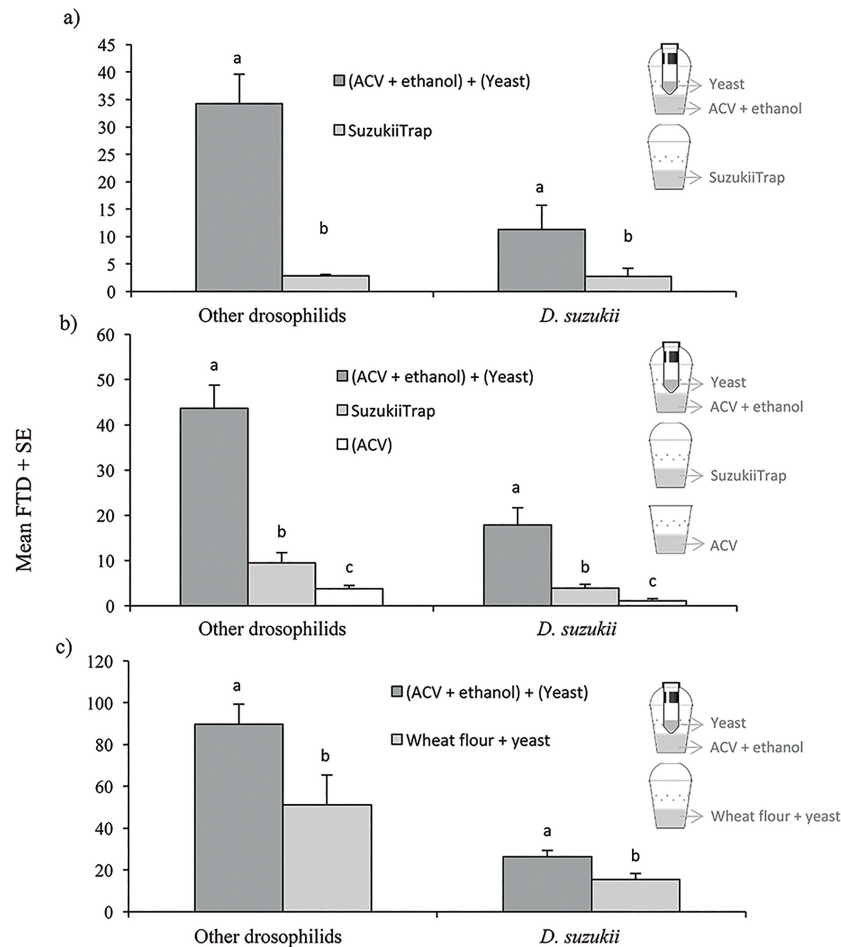 a)
45
40
35
30
25
20
15
10
5
0
a
b
a
b
(ACV + ethanol) + (Yeast)
SuzukiiTrap
Yeast
ACV + ethanol
SuzukiiTrap
Other drosophilids
D. suzukii
b)
60
50
40
30
20
10
0
a
b
c
a
b
c
(ACV + ethanol) + (Yeast)
SuzukiiTrap
(ACV)
Yeast
ACV + ethanol
SuzukiiTrap
ACV
Other drosophilids
D. suzukii
Mean FTD + SE
c)
120
100
80
60
40
20
0
a
b
a
b
(ACV + ethanol) + (Yeast)
Wheat flour + yeast
Yeast
ACV + ethanol
Wheat flour + yeast
Other drosophilids
D. suzukii